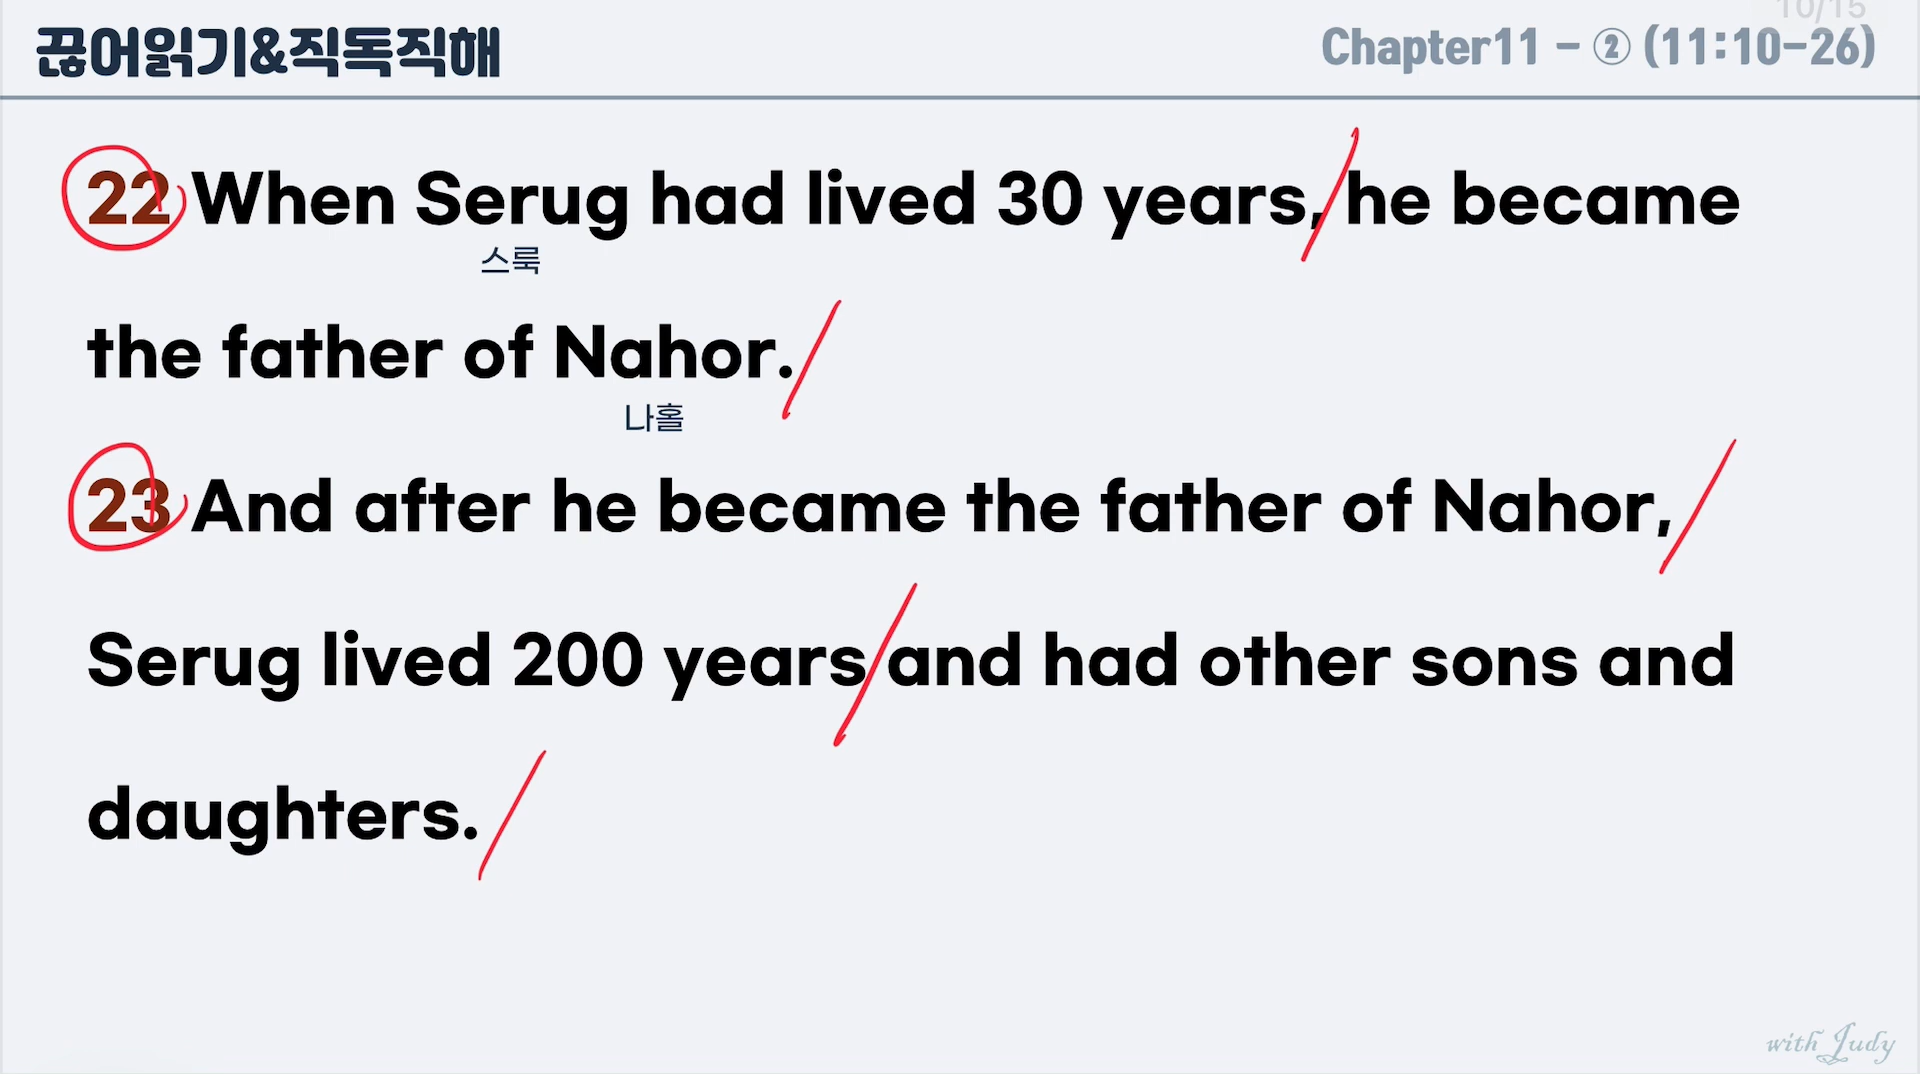 10/15
끊어읽기&직독직해
Chapter11 - ② (11:10-26)
22 When Serug had lived 30 years, he became
스룩
the father of Nahor.
나홀
23 And after he became the father of Nahor,
Serug lived 200 years and had other sons and
daughters.
with Judy